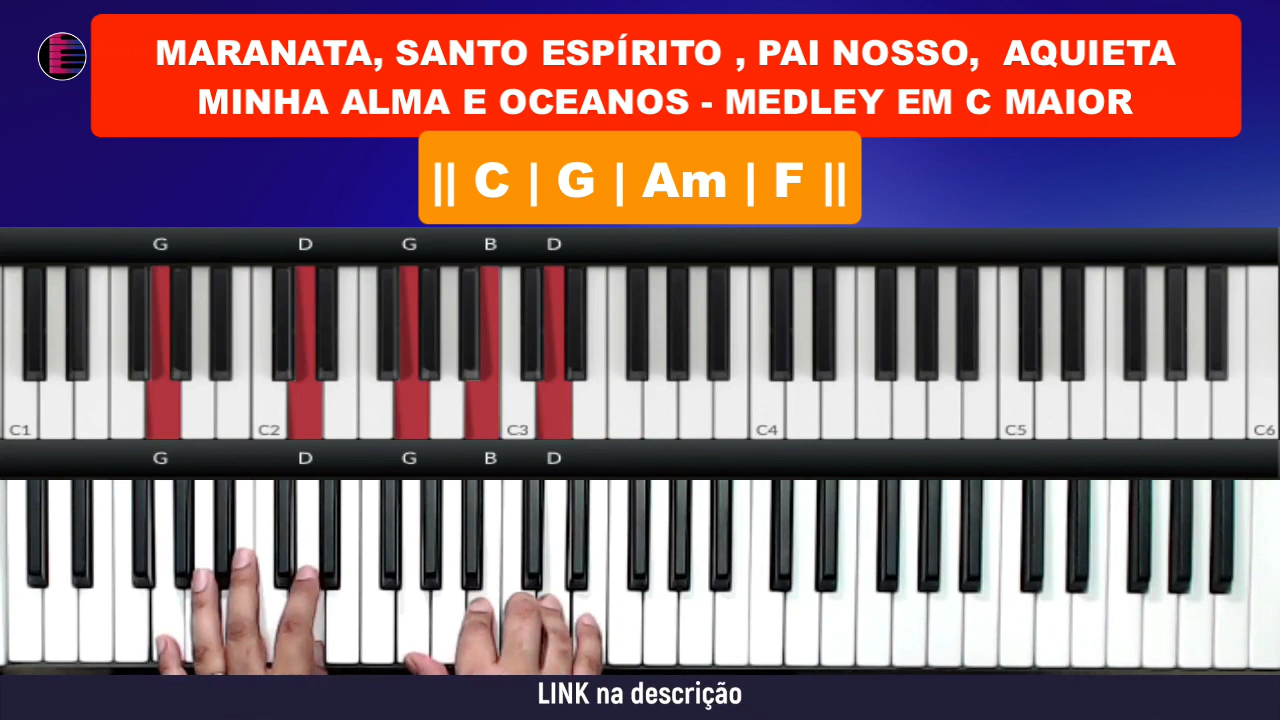 MARANATA, SANTO ESPÍRITO , PAI NOSSO,  AQUIETA
MINHA ALMA E OCEANOS - MEDLEY EM C MAIOR
|| C | G | Am | F ||
G D G B D
C1 C2 C3 C4 C5 C6
G D G B D
LINK na descrição